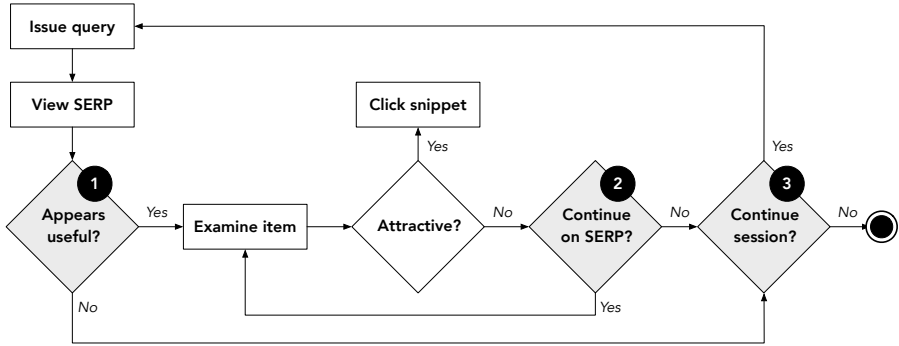 Issue query
View SERP
1
Appears
useful?
Yes
No
Examine item
Click snippet
Yes
Attractive?
No
2
Continue
on SERP?
No
Yes
3
Continue
session?
Yes
No